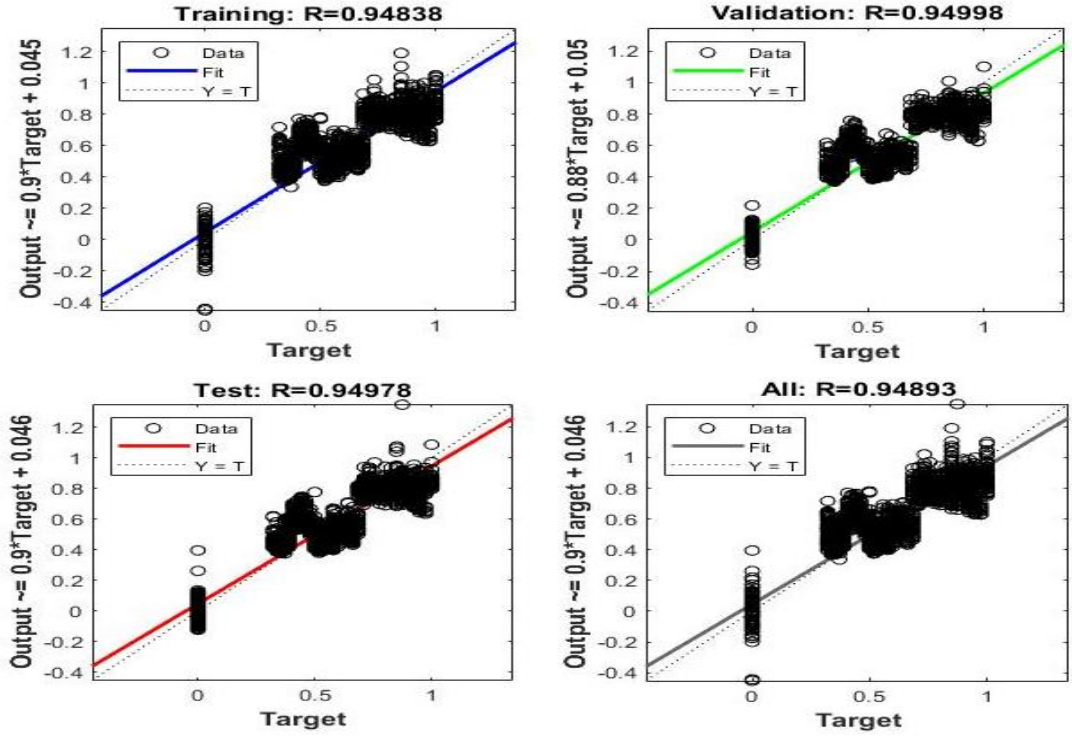 Training: R=0.94838
Output ~= 0.9*Target + 0.045
1.2
1
0.8
0.6
0.4
0.2
0
-0.2
-0.4
Data
Fit
Y = T
0 0.5 1
Target
Validation: R=0.94998
Output ~= 0.88*Target + 0.05
1.2
1
0.8
0.6
0.4
0.2
0
-0.2
-0.4
Data
Fit
Y = T
0 0.5 1
Target
Test: R=0.94978
Output ~= 0.9*Target + 0.046
1.2
1
0.8
0.6
0.4
0.2
0
-0.2
-0.4
Data
Fit
Y = T
0 0.5 1
Target
All: R=0.94893
Output ~= 0.9*Target + 0.046
1.2
1
0.8
0.6
0.4
0.2
0
-0.2
-0.4
Data
Fit
Y = T
0 0.5 1
Target